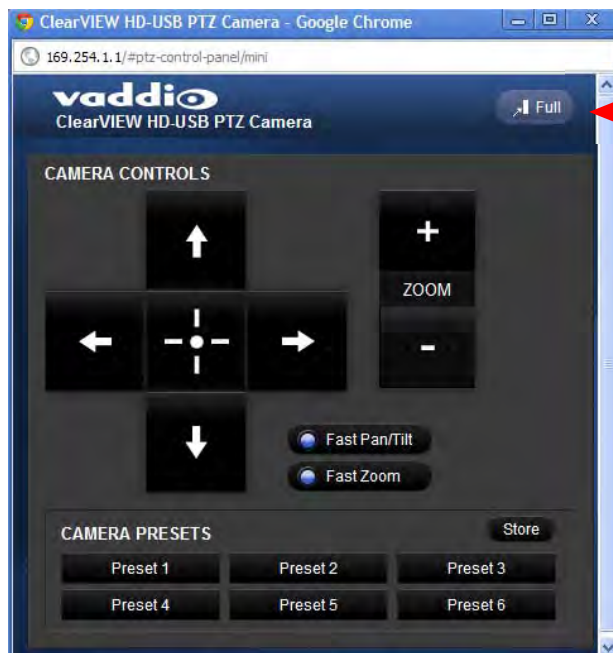 ClearVIEW HD-USB PTZ Camera - Google Chrome
169.254.1.1/#ptz-control-panel/mini
vaddio
ClearVIEW HD-USB PTZ Camera
Full
CAMERA CONTROLS
+
ZOOM
-
Fast Pan/Tilt
Fast Zoom
CAMERA PRESETS
Store
Preset 1 Preset 2 Preset 3
Preset 4 Preset 5 Preset 6